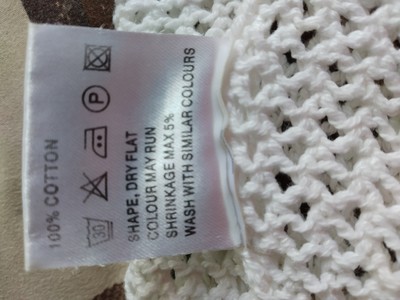 100% COTTON
30 P
SHAPE, DRY FLAT
COLOUR MAY RUN
SHRINKAGE MAX 5%
WASH WITH SIMILAR COLOURS